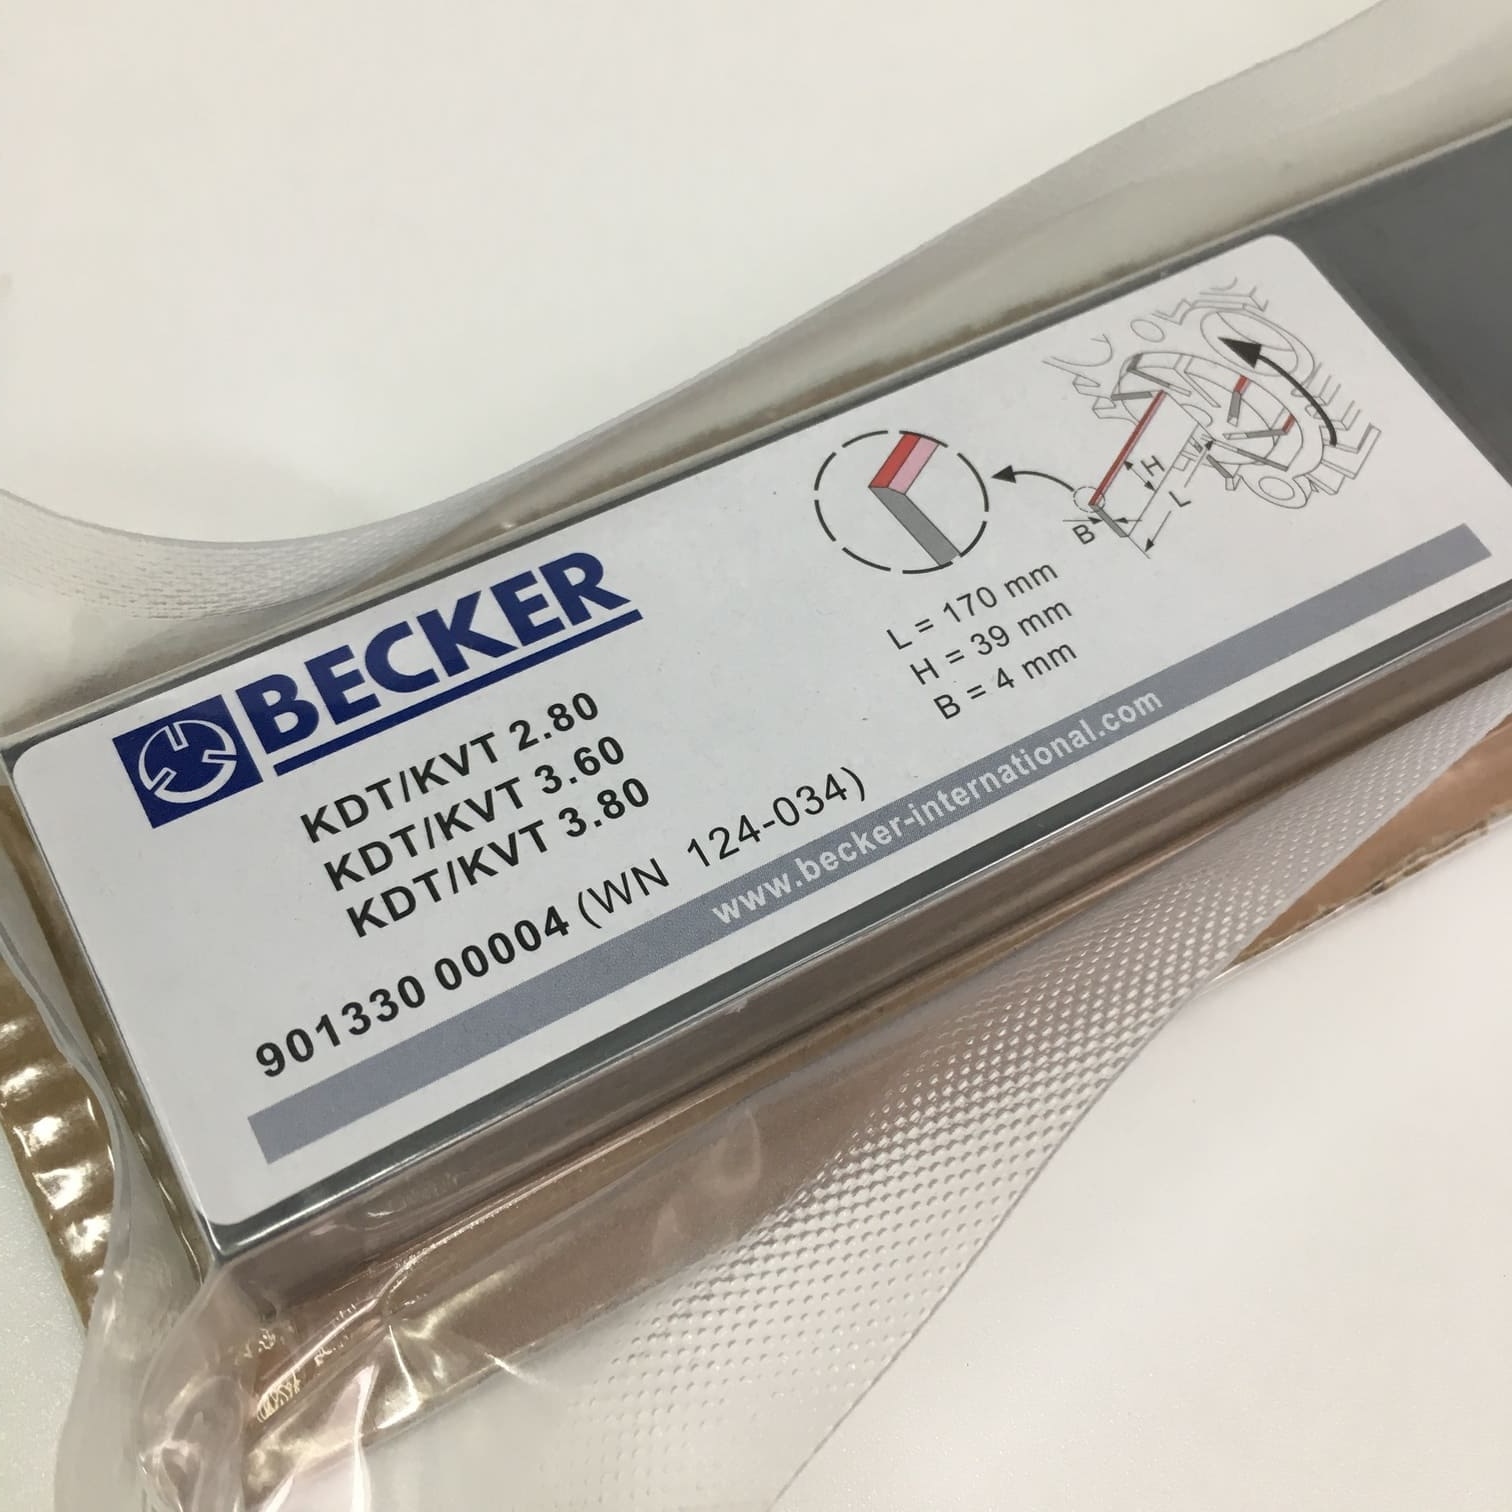 BECKER
KDT/KVT 2.80
KDT/KVT 3.60
KDT/KVT 3.80
901330 00004 (WN 124-034)
H
L
B
L = 170 mm
H = 39 mm
B = 4 mm
www.becker-international.com